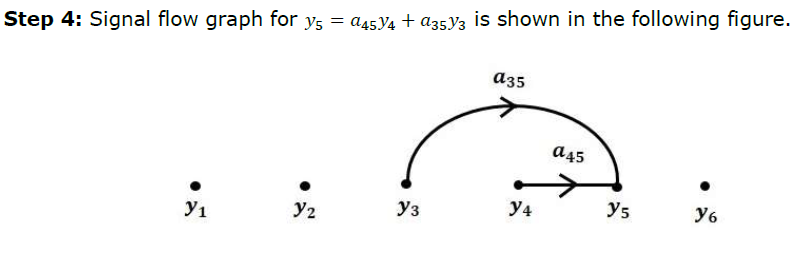 Step 4: Signal flow graph for y₅ = a₄₅y₄ + a₃₅y₃ is shown in the following figure.
a₃₅
a₄₅
y₁ y₂ y₃ y₄ y₅ y₆